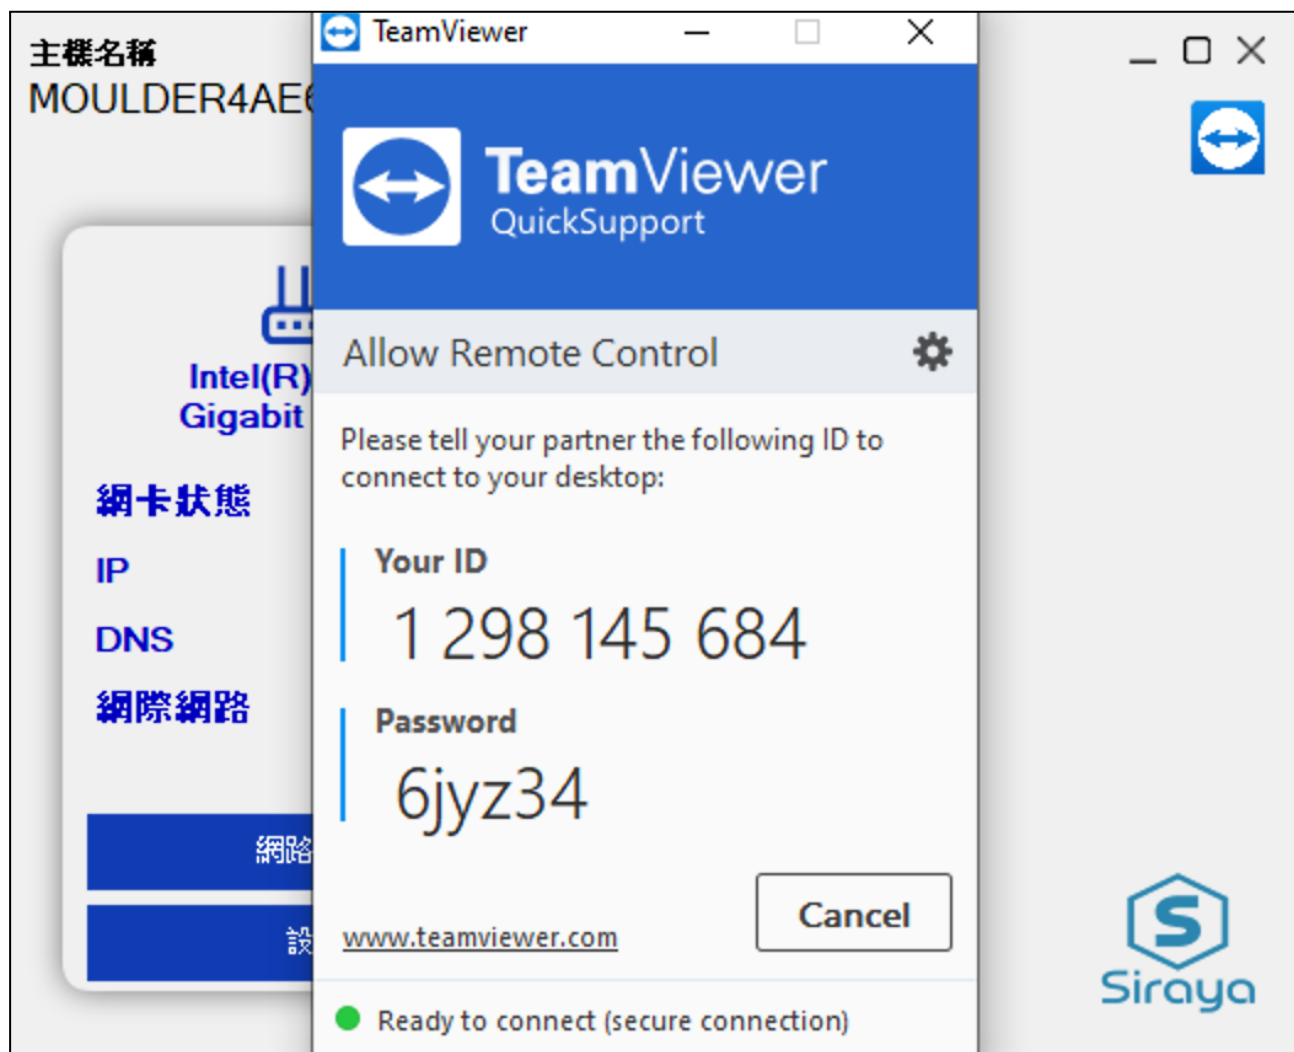 主機名稱
MOULDER4AE6
TeamViewer
TeamViewer
QuickSupport
Allow Remote Control
Please tell your partner the following ID to
connect to your desktop:
Your ID
1 298 145 684
Password
6jyz34
Cancel
www.teamviewer.com
Ready to connect (secure connection)
Intel(R)
Gigabit
網卡狀態
IP
DNS
網際網路
網路
設
Siraya